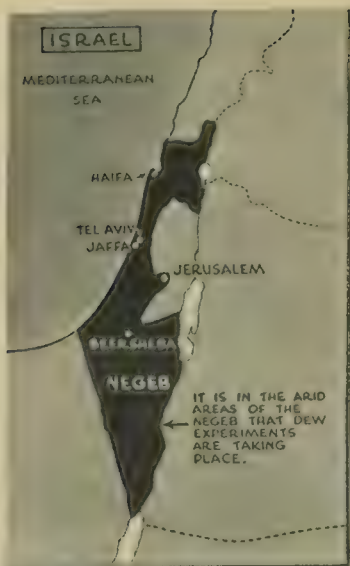 ISRAEL
MEDITERRANEAN
SEA
HAIFA
TEL AVIV
JAFFA
JERUSALEM
BEERSHEBA
NEGEB
IT IS IN THE ARID
AREAS OF THE
NEGEB THAT DEW
EXPERIMENTS
ARE TAKING
PLACE.